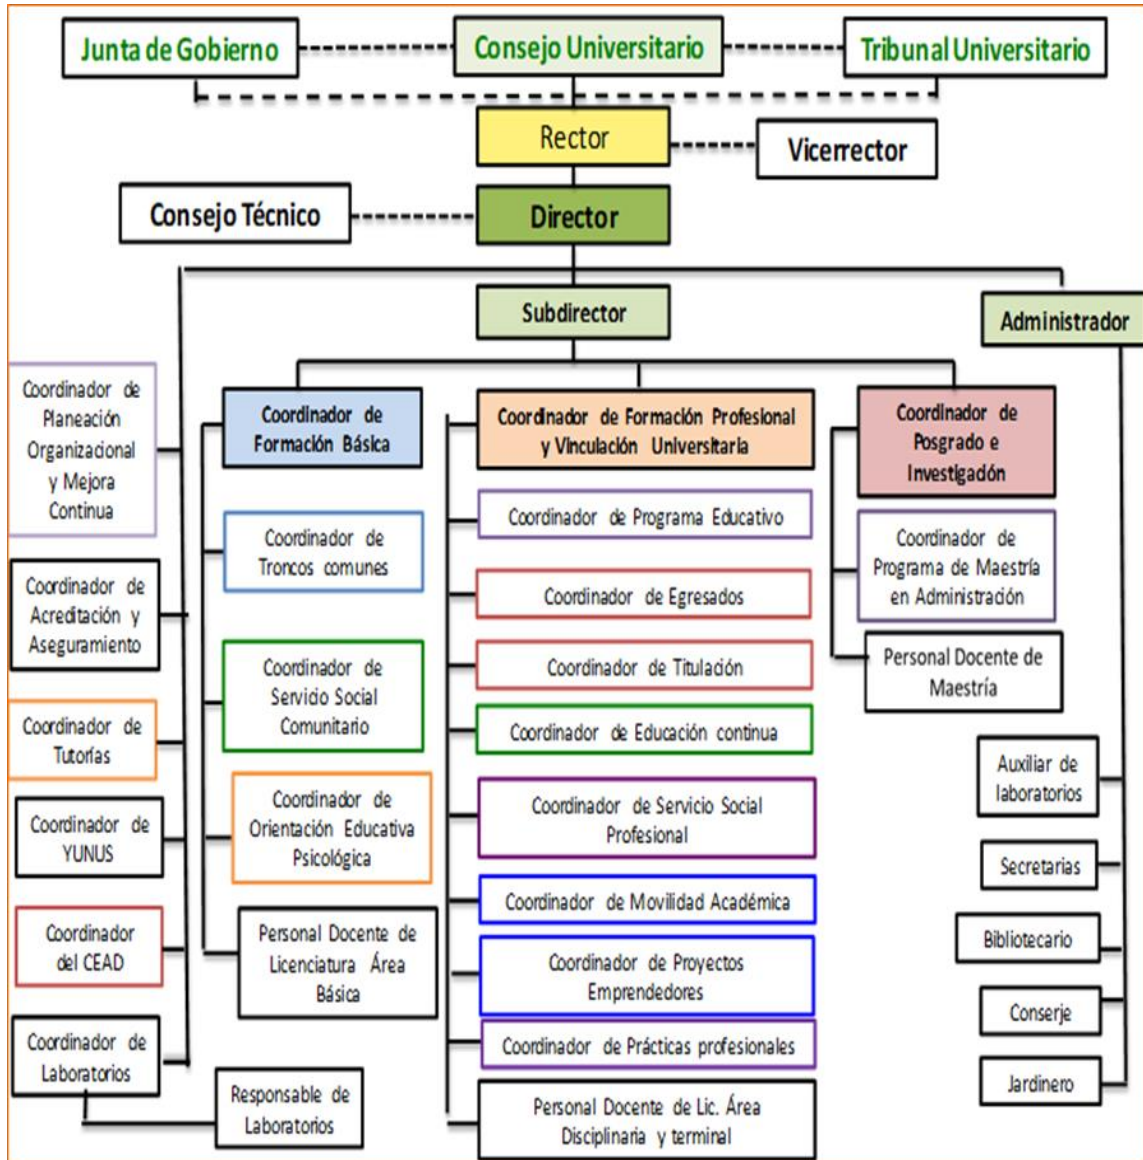 Junta de Gobierno
Consejo Universitario
Tribunal Universitario
Rector
Vicerrector
Consejo Técnico
Director
Subdirector
Administrador
Coordinador de
Planeación
Organizacional
y Mejora
Continua
Coordinador de
Acreditación y
Aseguramiento
Coordinador de
Tutorías
Coordinador de
YUNUS
Coordinador
del CEAD
Coordinador de
Laboratorios
Responsable de
Laboratorios
Coordinador de
Formación Básica
Coordinador de
Troncos comunes
Coordinador de
Servicio Social
Comunitario
Coordinador de
Orientación Educativa
Psicológica
Personal Docente de
Licenciatura Área
Básica
Coordinador de Formación Profesional
y Vinculación Universitaria
Coordinador de Programa Educativo
Coordinador de Egresados
Coordinador de Titulación
Coordinador de Educación continua
Coordinador de Servicio Social
Profesional
Coordinador de Movilidad Académica
Coordinador de Proyectos
Emprendedores
Coordinador de Prácticas profesionales
Personal Docente de Lic. Área
Disciplinaria y terminal
Coordinador de
Posgrado e
Investigación
Coordinador de
Programa de Maestría
en Administración
Personal Docente de
Maestría
Auxiliar de
laboratorios
Secretarias
Bibliotecario
Conserje
Jardinero